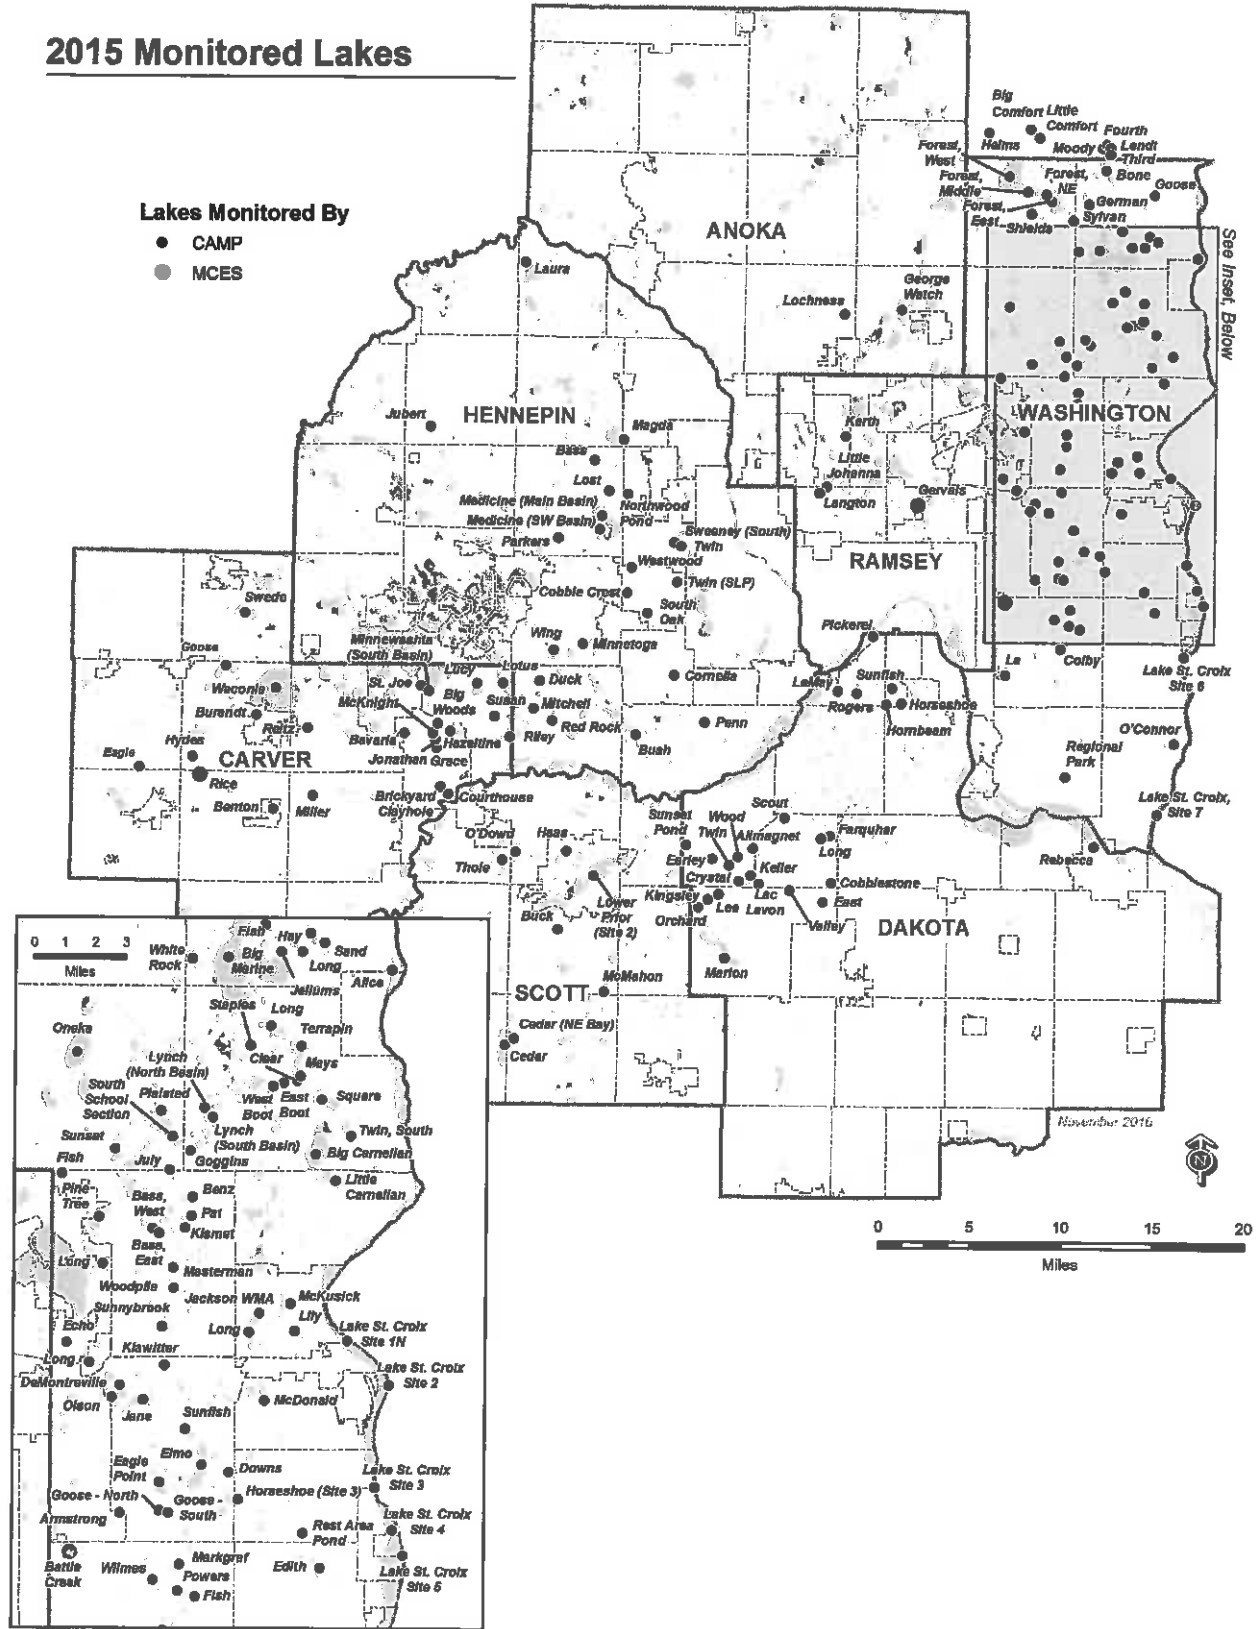 2015 Monitored Lakes
Lakes Monitored By
CAMP
MCES
Big
Comfort
Little
Comfort
Helms
Fourth
Moody
Lendt
Third
Bone
Forest,
West
Forest,
Middle
Forest,
NE
Forest,
East
Shields
German
Sylvan
Goose
See Inset, Below
ANOKA
Laura
Lochness
George
Watch
HENNEPIN
Jubert
Magda
Bass
Lost
Medicine (Main Basin)
Medicine (SW Basin)
Northwood
Pond
Parkers
Sweeney (South)
Twin
Westwood
Twin (SLP)
Cobble Crest
South
Oak
Wing
Minnetoga
Cornelia
Duck
Mitchell
Red Rock
Penn
Bush
Karth
Little
Johanna
Langton
Gervais
RAMSEY
Pickerel
WASHINGTON
La
Colby
Lake St. Croix
Site 6
O'Connor
Regional
Park
Lake St. Croix,
Site 7
Rebecca
Swede
Goose
Minnewashta
(South Basin)
Lucy
Lotus
St. Joe
Big
Woods
Susan
McKnight
Waconia
Burandt
Reitz
Bavaria
Hazeltine
Riley
Jonathan
Grace
Hydes
Eagle
CARVER
Rice
Benton
Miller
Brickyard
Clayhole
Courthouse
O'Dowd
Haas
Thole
Buck
Lower
Prior
(Site 2)
McMahon
SCOTT
Cedar (NE Bay)
Cedar
LeMay
Sunfish
Rogers
Horseshoe
Hornbeam
Scout
Sunset
Pond
Wood
Twin
Alimagnet
Farquhar
Long
Earley
Keller
Crystal
Kingsley
Lee
Lac
Lavon
Cobblestone
East
Orchard
Valley
DAKOTA
Marion
November 2015
N
0 5 10 15 20
Miles
0 1 2 3
Miles
White
Rock
Fish
Hay
Big
Marine
Sand
Long
Jellums
Alice
Staples
Long
Oneka
Terrapin
Clear
Mays
Lynch
(North Basin)
South
School
Section
Plaisted
West
Boot
East
Boot
Square
Lynch
(South Basin)
Twin, South
Sunset
Goggins
Big Carnelian
Fish
July
Little
Carnelian
Pine-
Tree
Bass,
West
Benz
Pat
Kismet
Bass,
East
Long
Masterman
Woodpile
Jackson WMA
McKusick
Sunnybrook
Lily
Echo
Long
Lake St. Croix
Site 1N
Klawitter
Long
Lake St. Croix
Site 2
DeMontreville
Olson
Jane
McDonald
Sunfish
Elmo
Eagle
Point
Downs
Lake St. Croix
Site 3
Goose - North
Goose -
South
Horseshoe (Site 3)
Armstrong
Lake St. Croix
Site 4
Rest Area
Pond
Battle
Creek
Wilmes
Markgraf
Powers
Edith
Lake St. Croix
Site 5
Fish